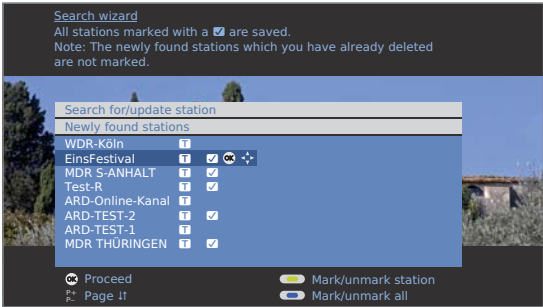 Search wizard
All stations marked with a ☑ are saved.
Note: The newly found stations which you have already deleted
are not marked.
Search for/update station
Newly found stations
WDR-Köln T
EinsFestival T ☑ OK
MDR S-ANHALT T ☑
Test-R T ☑
ARD-Online-Kanal T
ARD-TEST-2 T ☑
ARD-TEST-1 T
MDR THÜRINGEN T ☑
OK Proceed Mark/unmark station
P+ P– Page ↓↑ Mark/unmark all